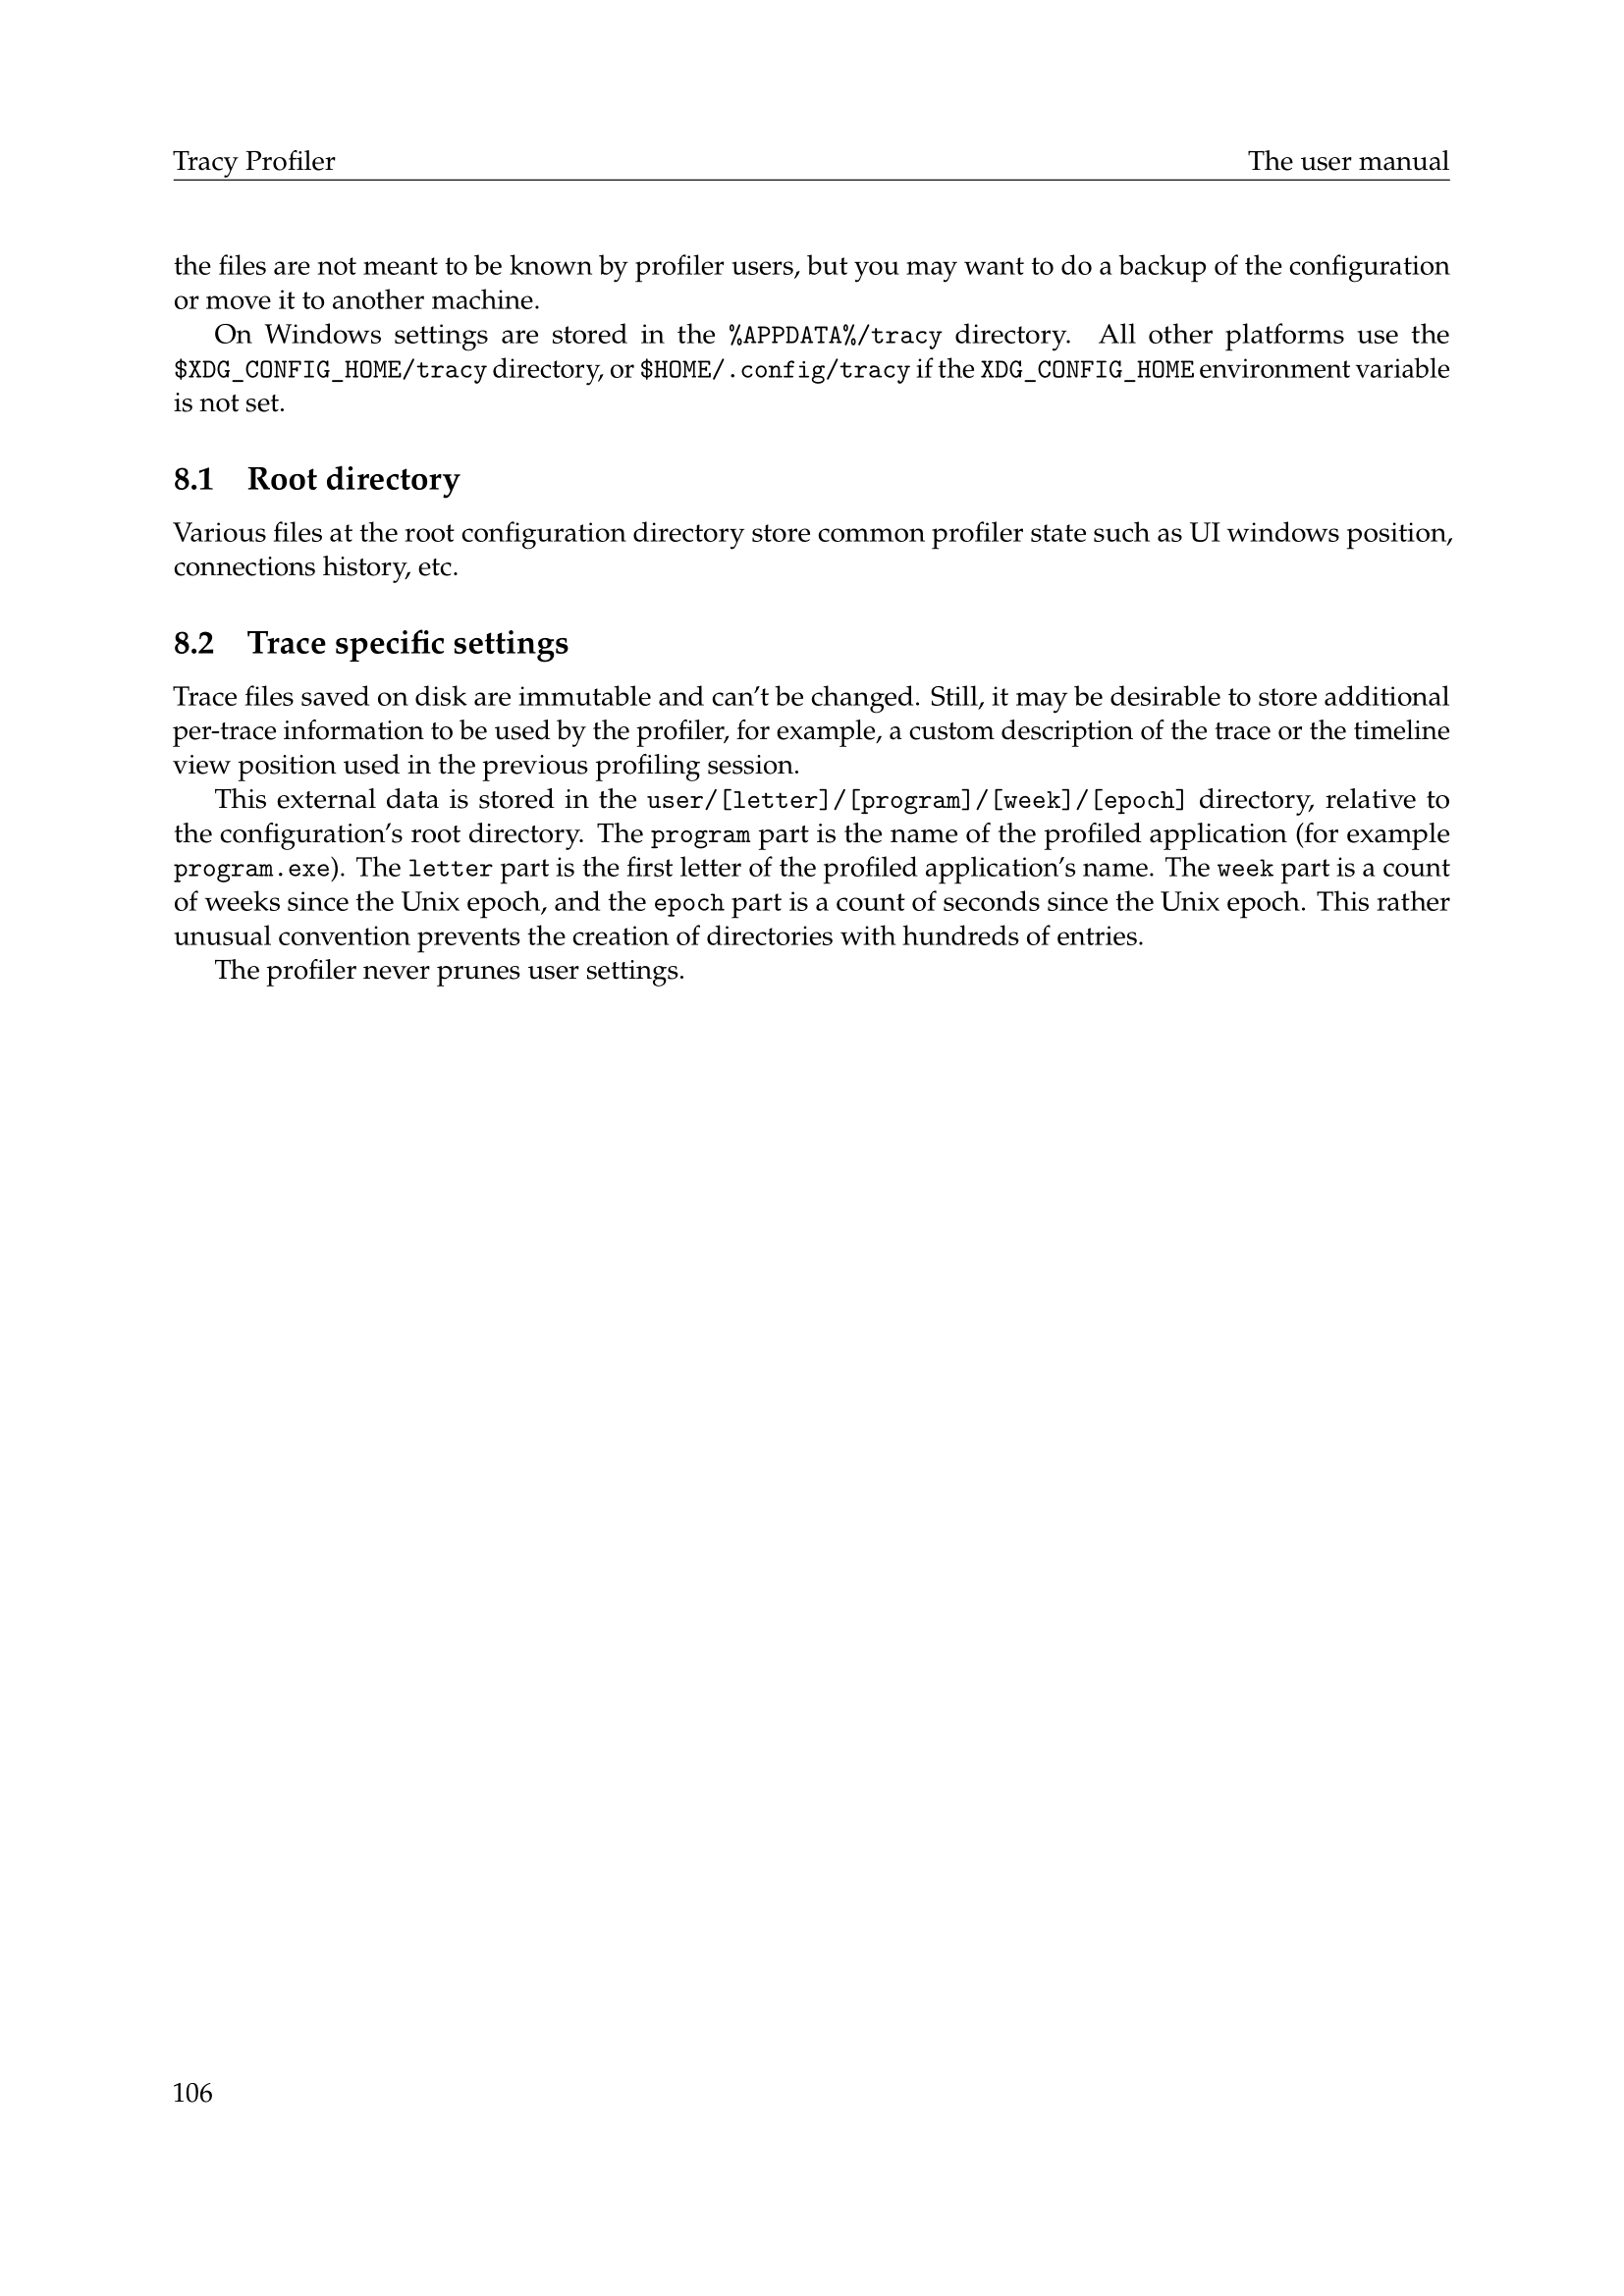 Tracy Profiler The user manual
the files are not meant to be known by profiler users, but you may want to do a backup of the configuration
or move it to another machine.
On Windows settings are stored in the %APPDATA%/tracy directory. All other platforms use the
$XDG_CONFIG_HOME/tracy directory, or $HOME/.config/tracy if the XDG_CONFIG_HOME environment variable
is not set.
8.1 Root directory
Various files at the root configuration directory store common profiler state such as UI windows position,
connections history, etc.
8.2 Trace specific settings
Trace files saved on disk are immutable and can't be changed. Still, it may be desirable to store additional
per-trace information to be used by the profiler, for example, a custom description of the trace or the timeline
view position used in the previous profiling session.
This external data is stored in the user/[letter]/[program]/[week]/[epoch] directory, relative to
the configuration's root directory. The program part is the name of the profiled application (for example
program.exe). The letter part is the first letter of the profiled application's name. The week part is a count
of weeks since the Unix epoch, and the epoch part is a count of seconds since the Unix epoch. This rather
unusual convention prevents the creation of directories with hundreds of entries.
The profiler never prunes user settings.
106